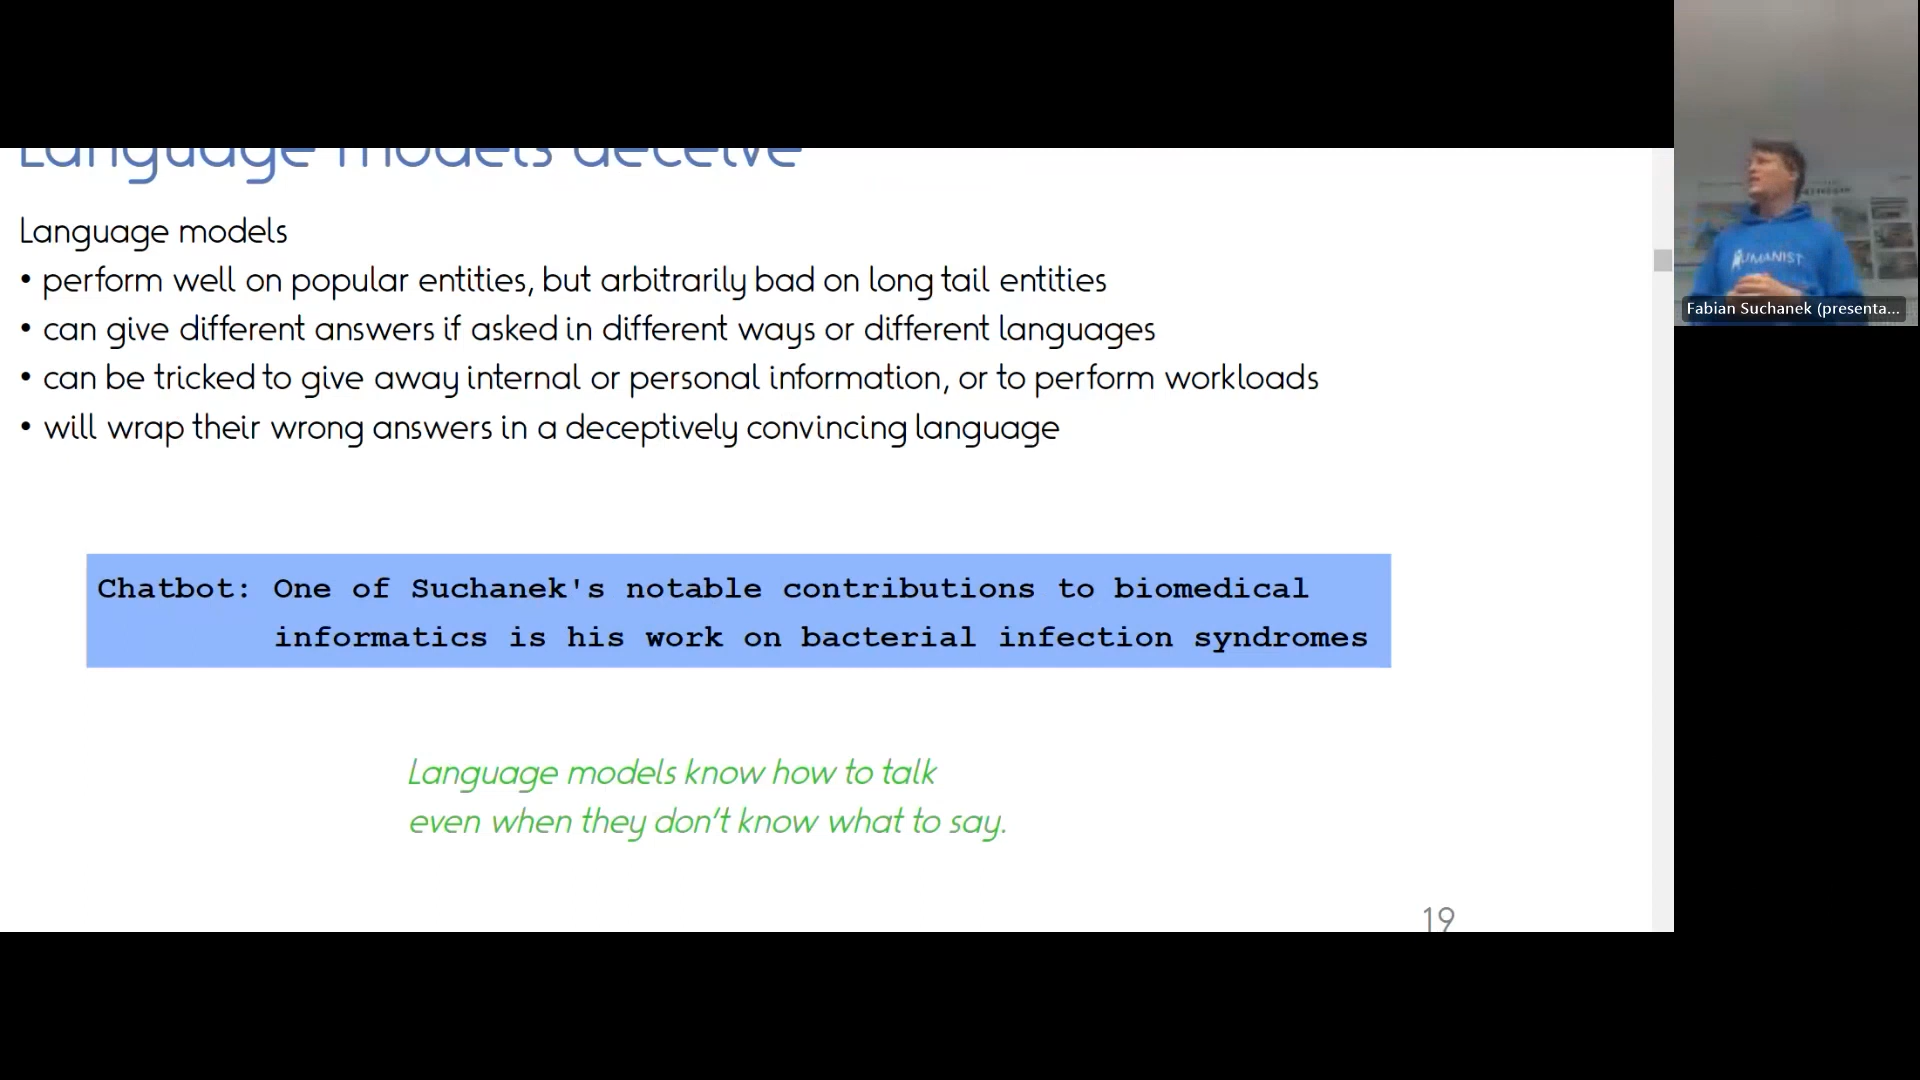 Language models deceive
Language models
• perform well on popular entities, but arbitrarily bad on long tail entities
• can give different answers if asked in different ways or different languages
• can be tricked to give away internal or personal information, or to perform workloads
• will wrap their wrong answers in a deceptively convincing language
Chatbot: One of Suchanek's notable contributions to biomedical
informatics is his work on bacterial infection syndromes
Language models know how to talk
even when they don't know what to say.
19
HUMANIST
Fabian Suchanek (presenta...